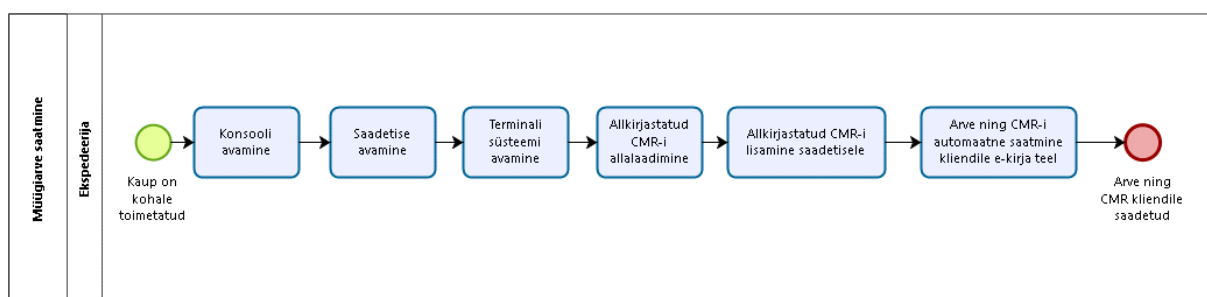 Müügiarve saatmine
Ekspedeerija
Kaup on
kohale
toimetatud
Konsooli
avamine
Saadetise
avamine
Terminali
süsteemi
avamine
Allkirjastatud
CMR-i
allalaadimine
Allkirjastatud CMR-i
lisamine saadetisele
Arve ning CMR-i
automaatne saatmine
kliendile e-kirja teel
Arve ning
CMR kliendile
saadetud